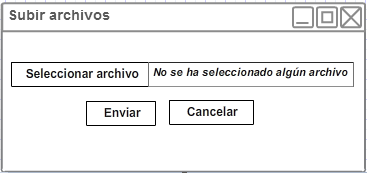 Subir archivos
Seleccionar archivo No se ha seleccionado algún archivo
Enviar Cancelar